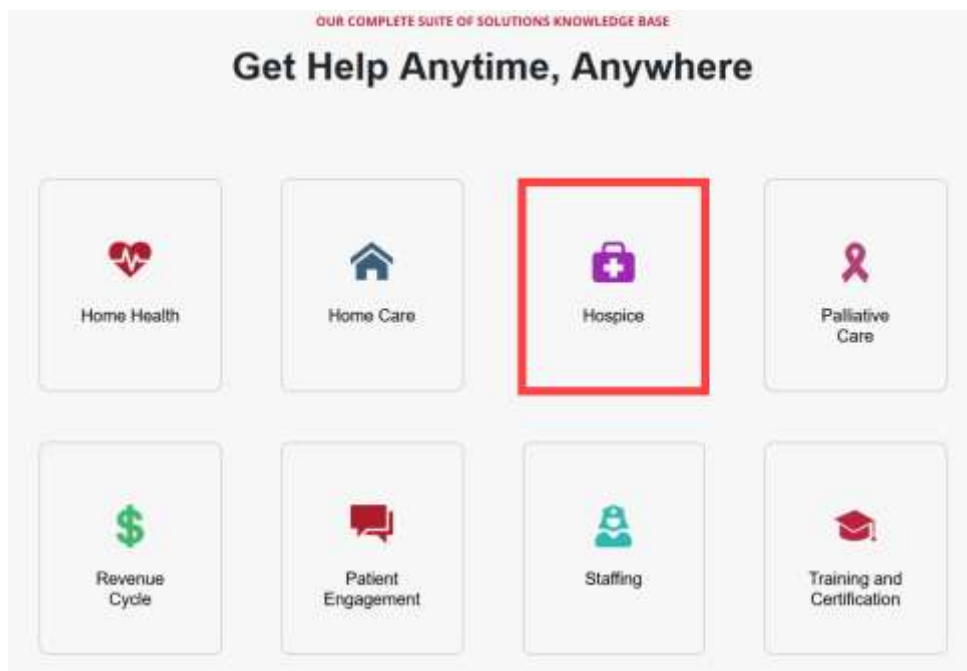 OUR COMPLETE SUITE OF SOLUTIONS KNOWLEDGE BASE
Get Help Anytime, Anywhere
Home Health
Home Care
Hospice
Palliative
Care
Revenue
Cycle
Patient
Engagement
Staffing
Training and
Certification